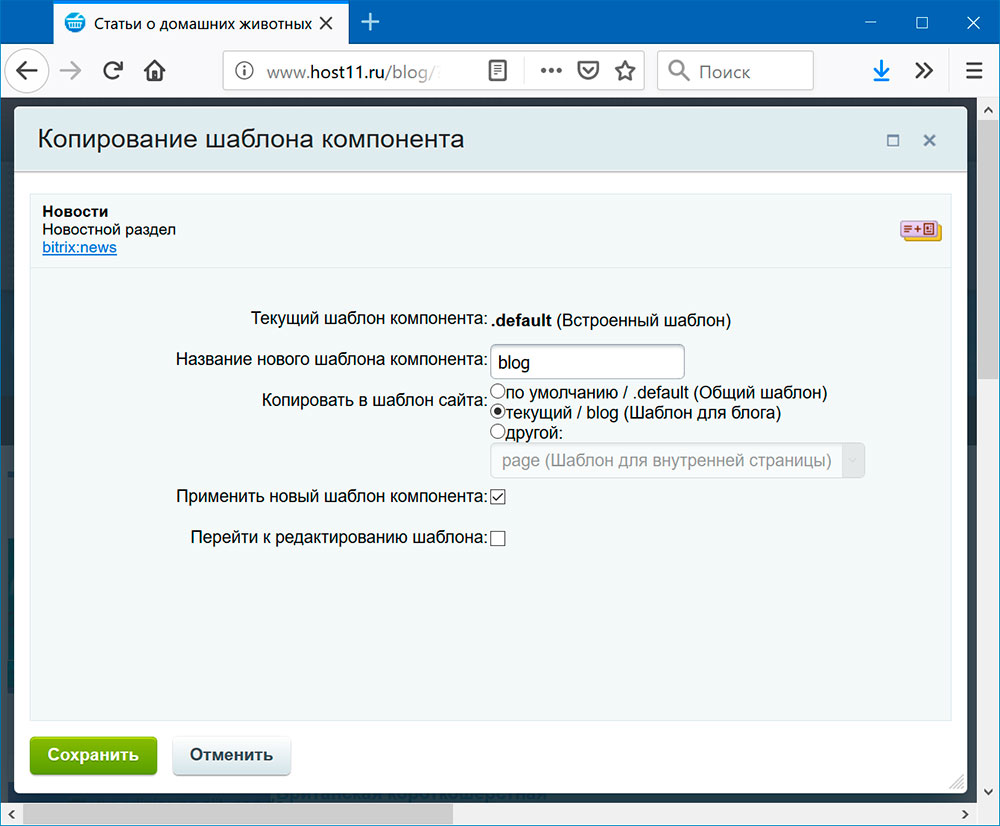 Статьи о домашних животных
www.host11.ru/blog/
Поиск
Копирование шаблона компонента
Новости
Новостной раздел
bitrix:news
Текущий шаблон компонента: .default (Встроенный шаблон)
Название нового шаблона компонента: blog
Копировать в шаблон сайта: по умолчанию / .default (Общий шаблон)
текущий / blog (Шаблон для блога)
другой:
page (Шаблон для внутренней страницы)
Применить новый шаблон компонента:
Перейти к редактированию шаблона:
Сохранить
Отменить
Британская короткошерстная